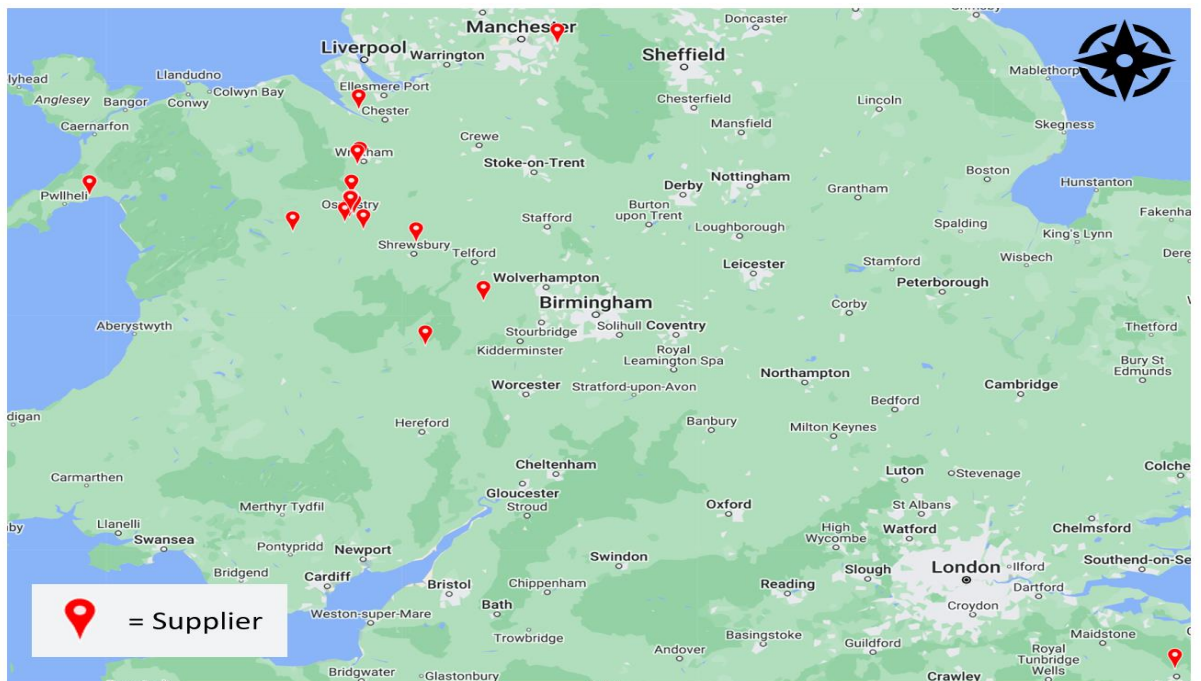 Manchester
Doncaster
Grimsby
Liverpool
Warrington
Sheffield
Llandudno
Colwyn Bay
Conwy
Anglesey
Bangor
Caernarfon
Ellesmere Port
Chester
Chesterfield
Lincoln
Mablethorp
Mansfield
Skegness
Crewe
Stoke-on-Trent
Pwllheli
Derby
Nottingham
Grantham
Boston
Hunstanton
Stafford
Burton
upon Trent
Loughborough
Spalding
King's Lynn
Fakenha
Shrewsbury
Telford
Leicester
Stamford
Wisbech
Dere
Wolverhampton
Peterborough
Birmingham
Corby
Aberystwyth
Stourbridge
Solihull
Coventry
Thetford
Kidderminster
Royal
Leamington Spa
Bury St
Edmunds
Northampton
Cambridge
Worcester
Stratford-upon-Avon
Bedford
digan
Hereford
Banbury
Milton Keynes
Cheltenham
Luton
Stevenage
Colche
Carmarthen
Gloucester
Stroud
Oxford
St Albans
Merthyr Tydfil
High
Wycombe
Watford
Chelmsford
Llanelli
Swansea
Pontypridd
Newport
Swindon
Slough
London
Ilford
Southend-on-Se
Bridgend
Cardiff
Bristol
Chippenham
Reading
Dartford
Croydon
Weston-super-Mare
Bath
= Supplier
Trowbridge
Basingstoke
Guildford
Maidstone
Andover
Royal
Tunbridge
Wells
Bridgwater
Glastonbury
Crawley